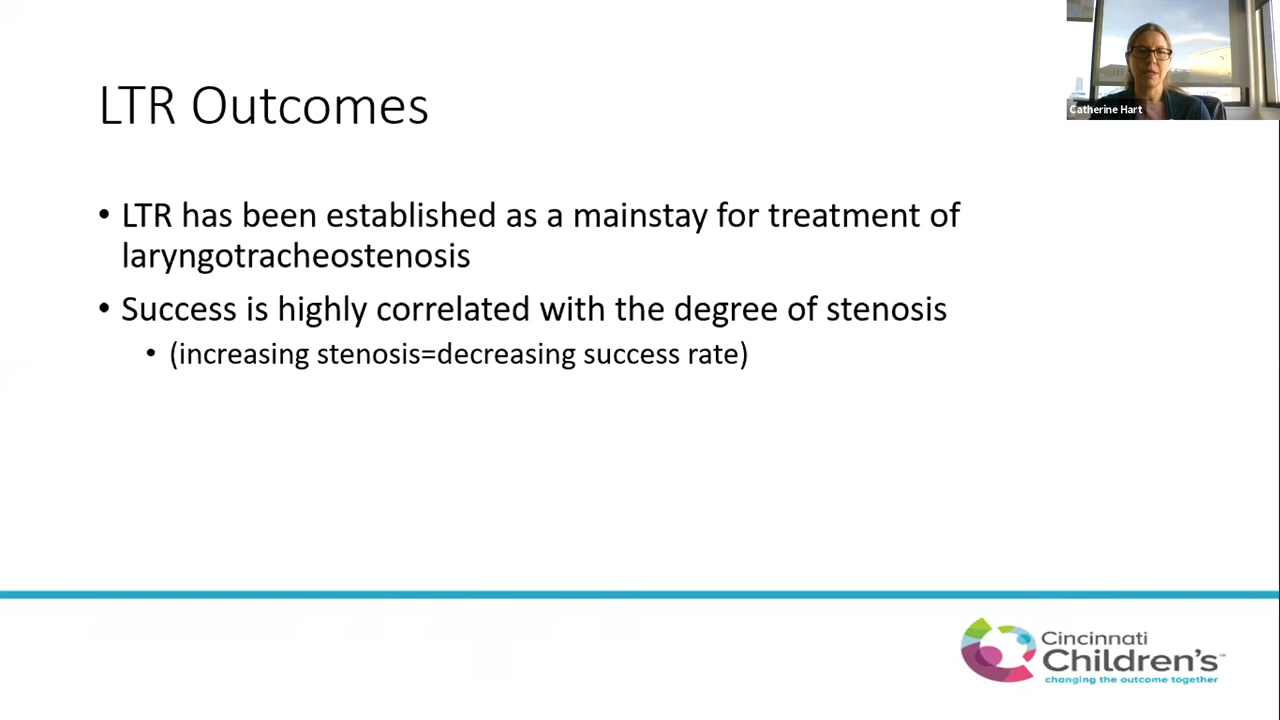 LTR Outcomes
Catherine Hart
• LTR has been established as a mainstay for treatment of
laryngotracheostenosis
• Success is highly correlated with the degree of stenosis
• (increasing stenosis=decreasing success rate)
Cincinnati
Children's™
changing the outcome together